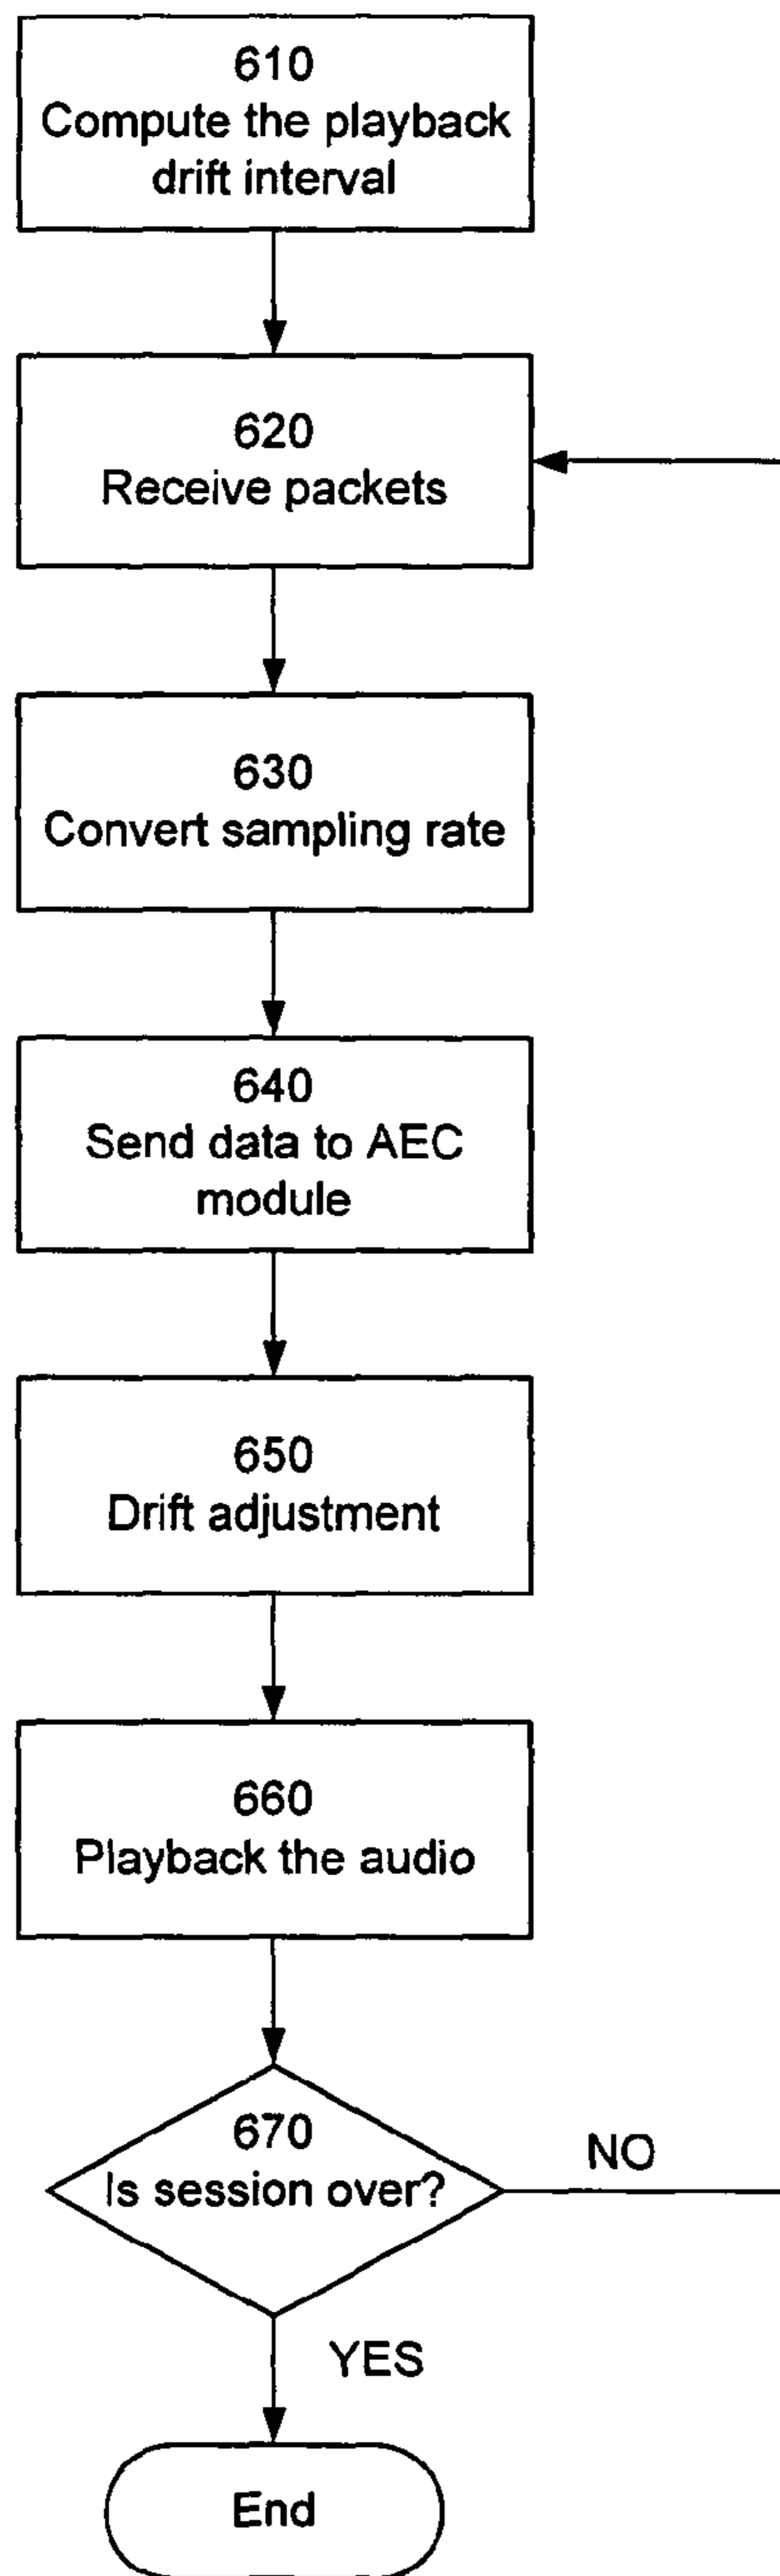 610
Compute the playback
drift interval
620
Receive packets
630
Convert sampling rate
640
Send data to AEC
module
650
Drift adjustment
660
Playback the audio
670
Is session over?
NO
YES
End